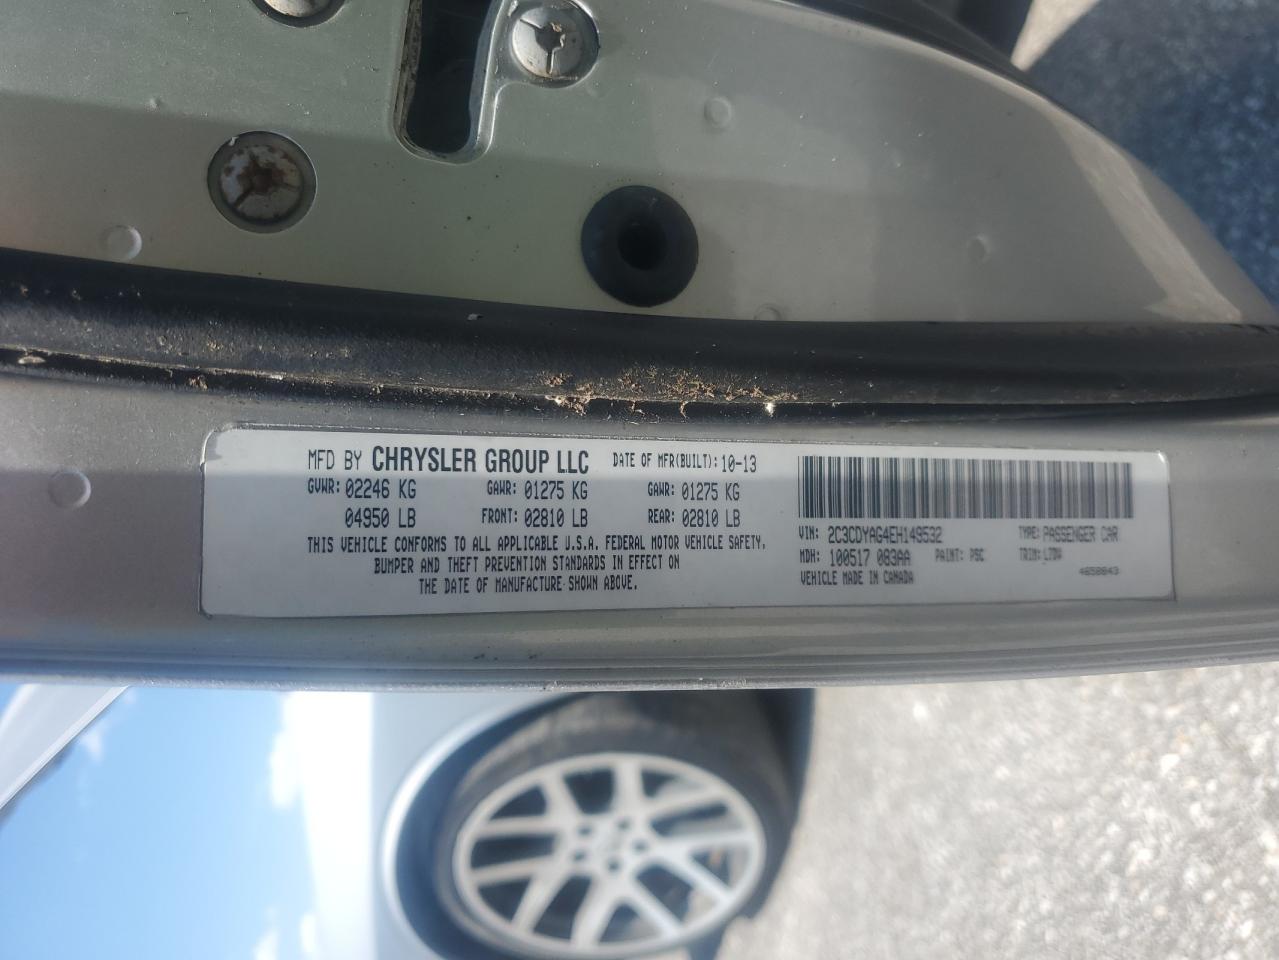 MFD BY CHRYSLER GROUP LLC DATE OF MFR(BUILT): 10-13
GVWR: 02246 KG GAWR: 01275 KG GAWR: 01275 KG
04950 LB FRONT: 02810 LB REAR: 02810 LB
THIS VEHICLE CONFORMS TO ALL APPLICABLE U.S.A. FEDERAL MOTOR VEHICLE SAFETY,
BUMPER AND THEFT PREVENTION STANDARDS IN EFFECT ON
THE DATE OF MANUFACTURE SHOWN ABOVE.
VIN: 2C3CDYAG4EH149532 TYPE: PASSENGER CAR
MDH: 100517 083AA PAINT: PSC TRIM:
VEHICLE MADE IN CANADA